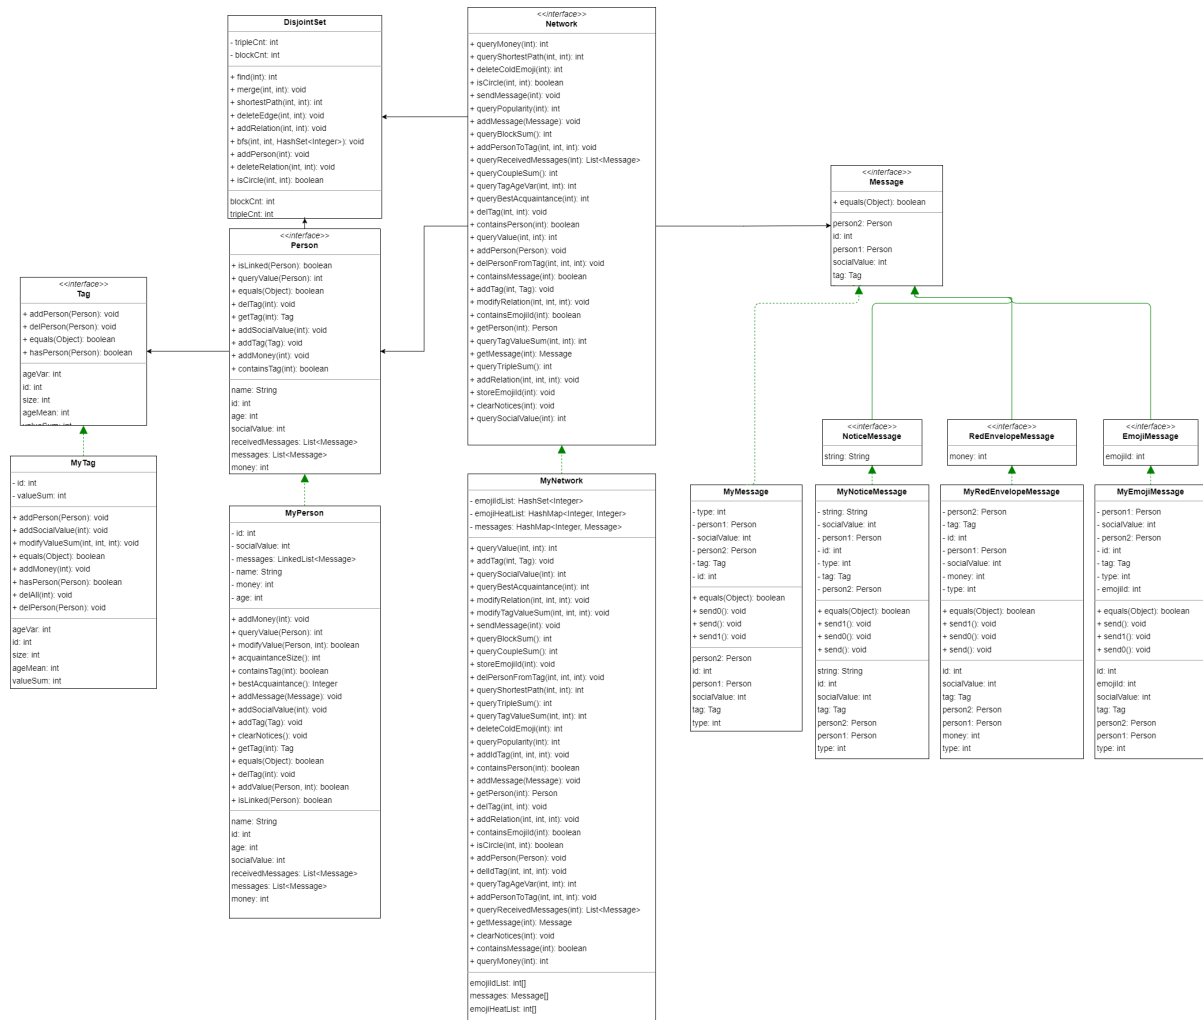 DisjointSet
- tripleCnt: int
- blockCnt: int
+ find(int): int
+ merge(int, int): void
+ shortestPath(int, int): int
+ deleteEdge(int, int): void
+ addRelation(int, int): void
+ bfs(int, int, HashSet<Integer>): void
+ addPerson(int): void
+ deleteRelation(int, int): void
+ isCircle(int, int): boolean
blockCnt: int
tripleCnt: int
<<interface>>
Person
+ isLinked(Person): boolean
+ queryValue(Person): int
+ equals(Object): boolean
+ delTag(int): void
+ getTag(int): Tag
+ addSocialValue(int): void
+ addTag(Tag): void
+ addMoney(int): void
+ containsTag(int): boolean
name: String
id: int
age: int
socialValue: int
receivedMessages: List<Message>
messages: List<Message>
money: int
<<interface>>
Tag
+ addPerson(Person): void
+ delPerson(Person): void
+ equals(Object): boolean
+ hasPerson(Person): boolean
ageVar: int
id: int
size: int
ageMean: int
valueSum: int
MyTag
- id: int
- valueSum: int
+ addPerson(Person): void
+ addSocialValue(int): void
+ modifyValueSum(int, int, int): void
+ equals(Object): boolean
+ addMoney(int): void
+ hasPerson(Person): boolean
+ delAll(int): void
+ delPerson(Person): void
ageVar: int
id: int
size: int
ageMean: int
valueSum: int
MyPerson
- id: int
- socialValue: int
- messages: LinkedList<Message>
- name: String
- money: int
- age: int
+ addMoney(int): void
+ queryValue(Person): int
+ modifyValue(Person, int): boolean
+ acquaintanceSize(): int
+ containsTag(int): boolean
+ bestAcquaintance(): Integer
+ addMessage(Message): void
+ addSocialValue(int): void
+ addTag(Tag): void
+ clearNotices(): void
+ getTag(int): Tag
+ equals(Object): boolean
+ delTag(int): void
+ addValue(Person, int): boolean
+ isLinked(Person): boolean
name: String
id: int
age: int
socialValue: int
receivedMessages: List<Message>
messages: List<Message>
money: int
<<interface>>
Network
+ queryMoney(int): int
+ queryShortestPath(int, int): int
+ deleteColdEmoji(int): int
+ isCircle(int, int): boolean
+ sendMessage(int): void
+ queryPopularity(int): int
+ addMessage(Message): void
+ queryBlockSum(): int
+ addPersonToTag(int, int, int): void
+ queryReceivedMessages(int): List<Message>
+ queryCoupleSum(): int
+ queryTagAgeVar(int, int): int
+ queryBestAcquaintance(int): int
+ delTag(int, int): void
+ containsPerson(int): boolean
+ queryValue(int, int): int
+ addPerson(Person): void
+ delPersonFromTag(int, int, int): void
+ containsMessage(int): boolean
+ addTag(int, Tag): void
+ modifyRelation(int, int, int): void
+ containsEmojiId(int): boolean
+ getPerson(int): Person
+ queryTagValueSum(int, int): int
+ getMessage(int): Message
+ queryTripleSum(): int
+ addRelation(int, int, int): void
+ storeEmojiId(int): void
+ clearNotices(int): void
+ querySocialValue(int): int
MyNetwork
- emojiIdList: HashSet<Integer>
- emojiHeatList: HashMap<Integer, Integer>
- messages: HashMap<Integer, Message>
+ queryValue(int, int): int
+ addTag(int, Tag): void
+ querySocialValue(int): int
+ queryBestAcquaintance(int): int
+ modifyRelation(int, int, int): void
+ modifyTagValueSum(int, int, int): void
+ sendMessage(int): void
+ queryBlockSum(): int
+ queryCoupleSum(): int
+ storeEmojiId(int): void
+ delPersonFromTag(int, int, int): void
+ queryShortestPath(int, int): int
+ queryTripleSum(): int
+ queryTagValueSum(int, int): int
+ deleteColdEmoji(int): int
+ queryPopularity(int): int
+ addIdTag(int, int, int): void
+ containsPerson(int): boolean
+ addMessage(Message): void
+ getPerson(int): Person
+ delTag(int, int): void
+ addRelation(int, int, int): void
+ containsEmojiId(int): boolean
+ isCircle(int, int): boolean
+ addPerson(Person): void
+ delIdTag(int, int, int): void
+ queryTagAgeVar(int, int): int
+ addPersonToTag(int, int, int): void
+ queryReceivedMessages(int): List<Message>
+ getMessage(int): Message
+ clearNotices(int): void
+ containsMessage(int): boolean
+ queryMoney(int): int
emojiIdList: int[]
messages: Message[]
emojiHeatList: int[]
<<interface>>
Message
+ equals(Object): boolean
person2: Person
id: int
person1: Person
socialValue: int
tag: Tag
<<interface>>
NoticeMessage
string: String
<<interface>>
RedEnvelopeMessage
money: int
<<interface>>
EmojiMessage
emojiId: int
MyMessage
- type: int
- person1: Person
- socialValue: int
- person2: Person
- tag: Tag
- id: int
+ equals(Object): boolean
+ send0(): void
+ send(): void
+ send1(): void
person2: Person
id: int
person1: Person
socialValue: int
tag: Tag
type: int
MyNoticeMessage
- string: String
- socialValue: int
- person1: Person
- id: int
- type: int
- tag: Tag
- person2: Person
+ equals(Object): boolean
+ send1(): void
+ send0(): void
+ send(): void
string: String
id: int
socialValue: int
tag: Tag
person2: Person
person1: Person
type: int
MyRedEnvelopeMessage
- person2: Person
- tag: Tag
- id: int
- person1: Person
- socialValue: int
- money: int
- type: int
+ equals(Object): boolean
+ send1(): void
+ send0(): void
+ send(): void
id: int
socialValue: int
tag: Tag
person2: Person
person1: Person
money: int
type: int
MyEmojiMessage
- person1: Person
- socialValue: int
- person2: Person
- id: int
- tag: Tag
- type: int
- emojiId: int
+ equals(Object): boolean
+ send(): void
+ send1(): void
+ send0(): void
id: int
emojiId: int
socialValue: int
tag: Tag
person2: Person
person1: Person
type: int